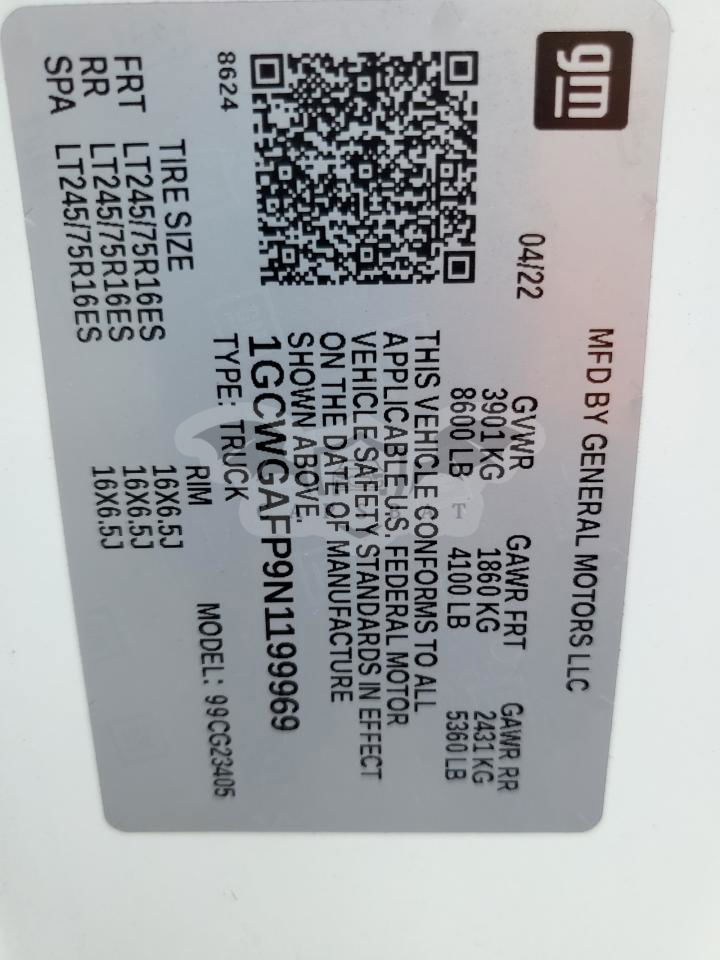 gm
MFD BY GENERAL MOTORS LLC
04/22
GVWR GAWR FRT GAWR RR
3901 KG 1860 KG 2431 KG
8600 LB 4100 LB 5360 LB
THIS VEHICLE CONFORMS TO ALL
APPLICABLE U.S. FEDERAL MOTOR
VEHICLE SAFETY STANDARDS IN EFFECT
ON THE DATE OF MANUFACTURE
SHOWN ABOVE.
1GCWGAFP9N1199969
TYPE: TRUCK
MODEL: 99CG23405
8624
TIRE SIZE RIM
FRT LT245/75R16ES 16X6.5J
RR LT245/75R16ES 16X6.5J
SPA LT245/75R16ES 16X6.5J